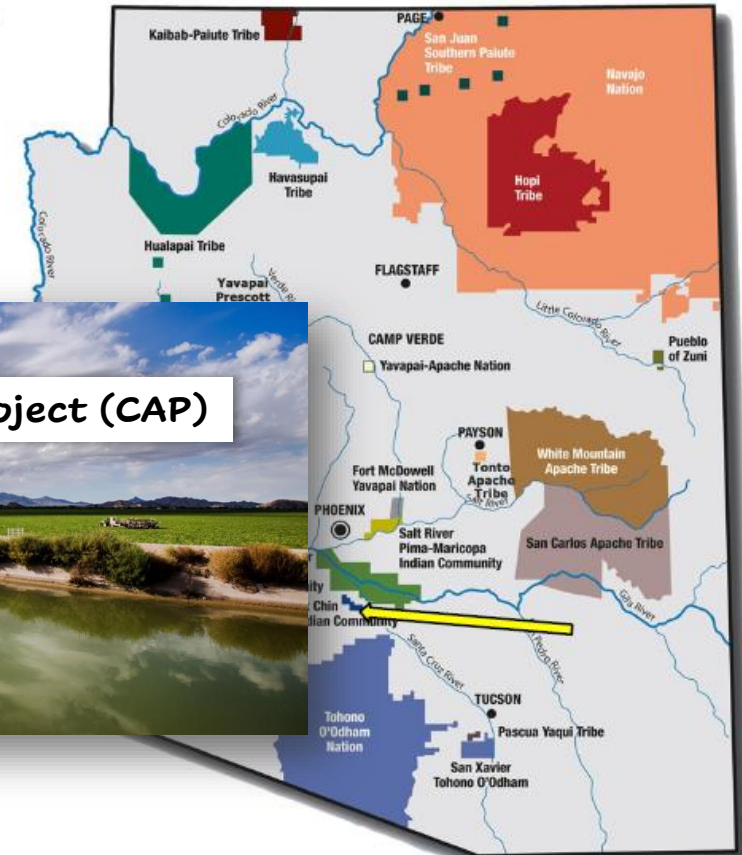 PAGE
Kaibab-Paiute Tribe
San Juan
Southern Paiute
Tribe
Navajo
Nation
Colorado River
Havasupai
Tribe
Hopi
Tribe
Colorado River
Hualapai Tribe
FLAGSTAFF
Yavapai
Prescott
Verde Ri
Little Colorado River
CAMP VERDE
Pueblo
of Zuni
Yavapai-Apache Nation
oject (CAP)
PAYSON
Tonto
Apache
Tribe
White Mountain
Apache Tribe
Fort McDowell
Yavapai Nation
Salt River
PHOENIX
Salt River
Pima-Maricopa
Indian Community
San Carlos Apache Tribe
ity
Chin
dian Community
Gila River
Santa Cruz River
Pedro River
TUCSON
Tohono
O'Odham
Nation
Pascua Yaqui Tribe
San Xavier
Tohono O'Odham